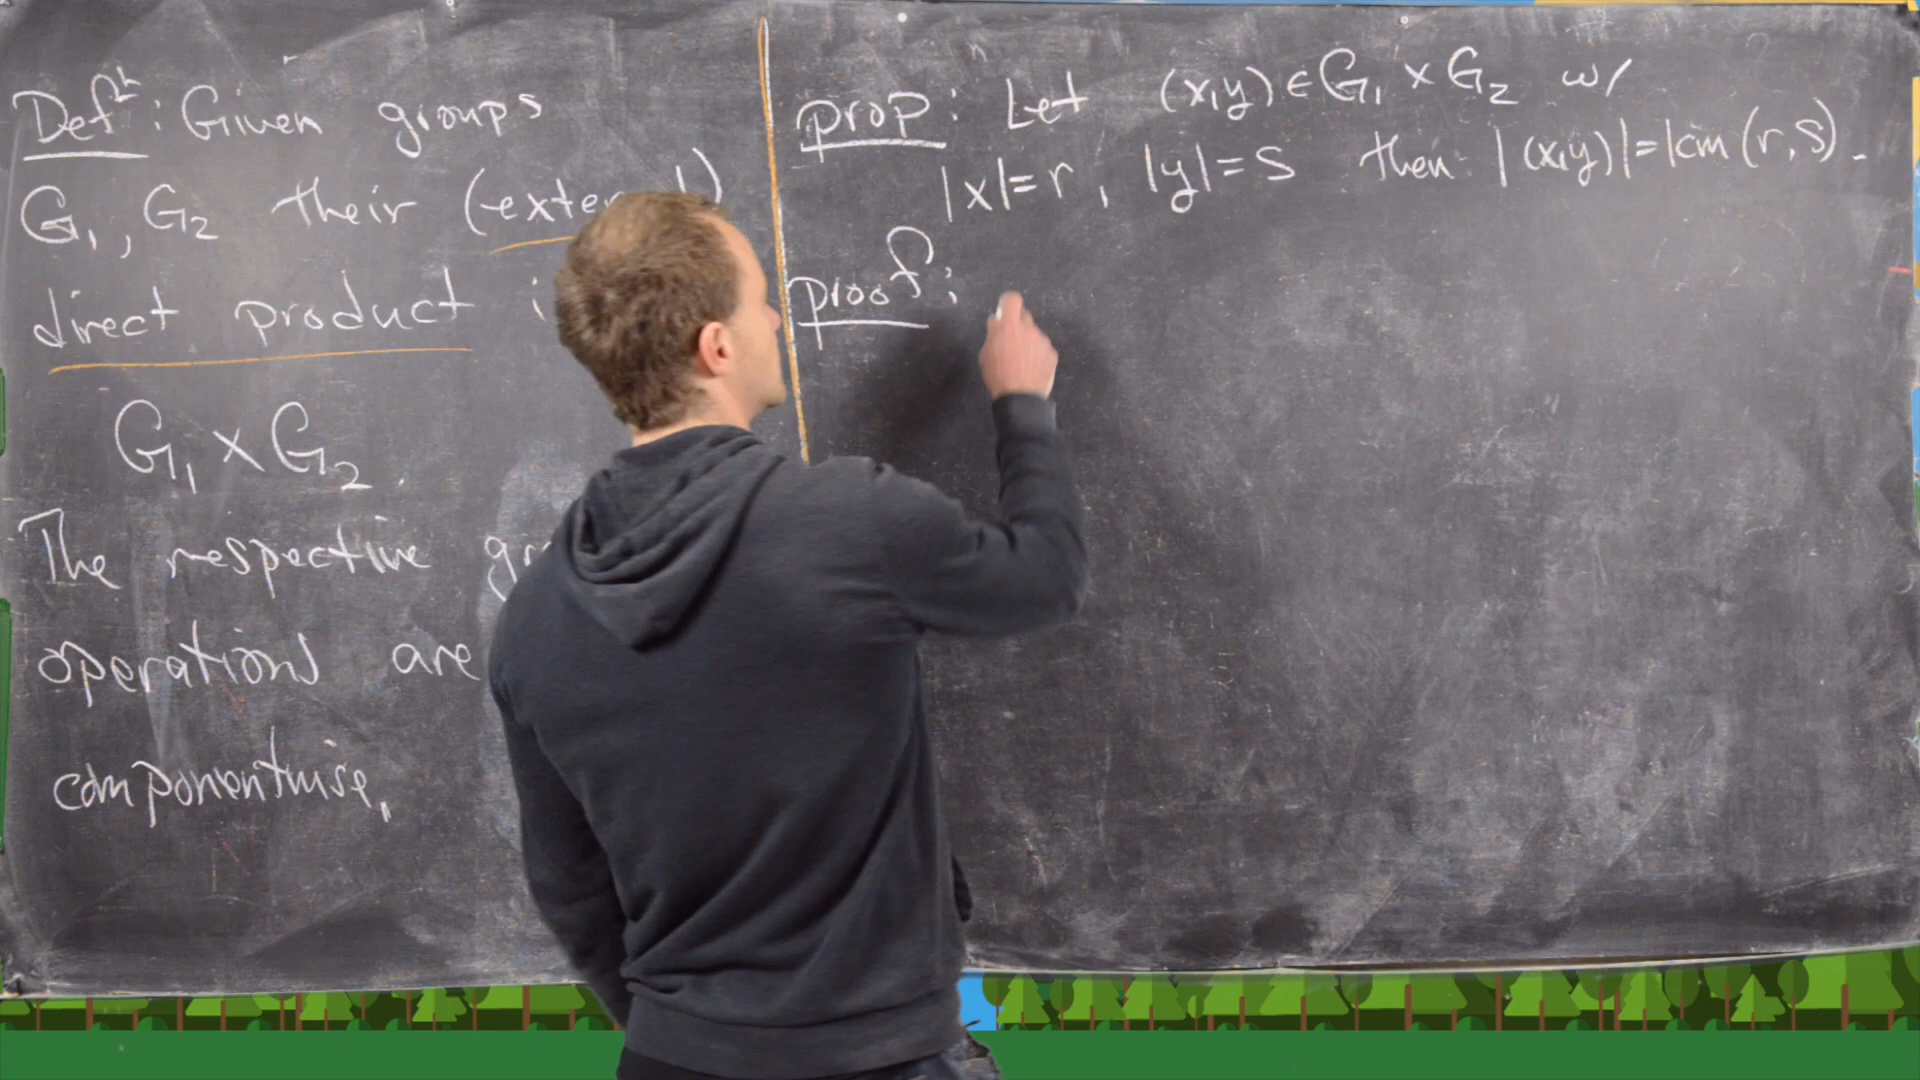 Defⁿ: Given groups
G₁, G₂ their (exter l)
direct product i
G₁ × G₂.
The respective gr
operations are
componentwise.
prop: Let (x,y) ∈ G₁ × G₂ w/
|x|=r, |y|=s then |(x,y)|=lcm(r,s).
proof: